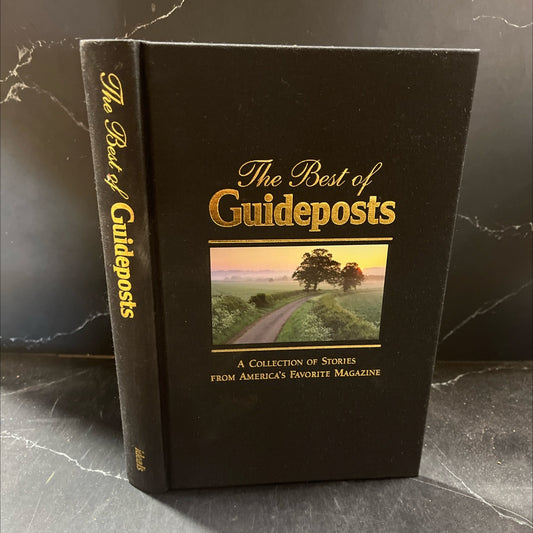 The Best of Guideposts
ideals
The Best of
Guideposts
A Collection of Stories
from America's Favorite Magazine